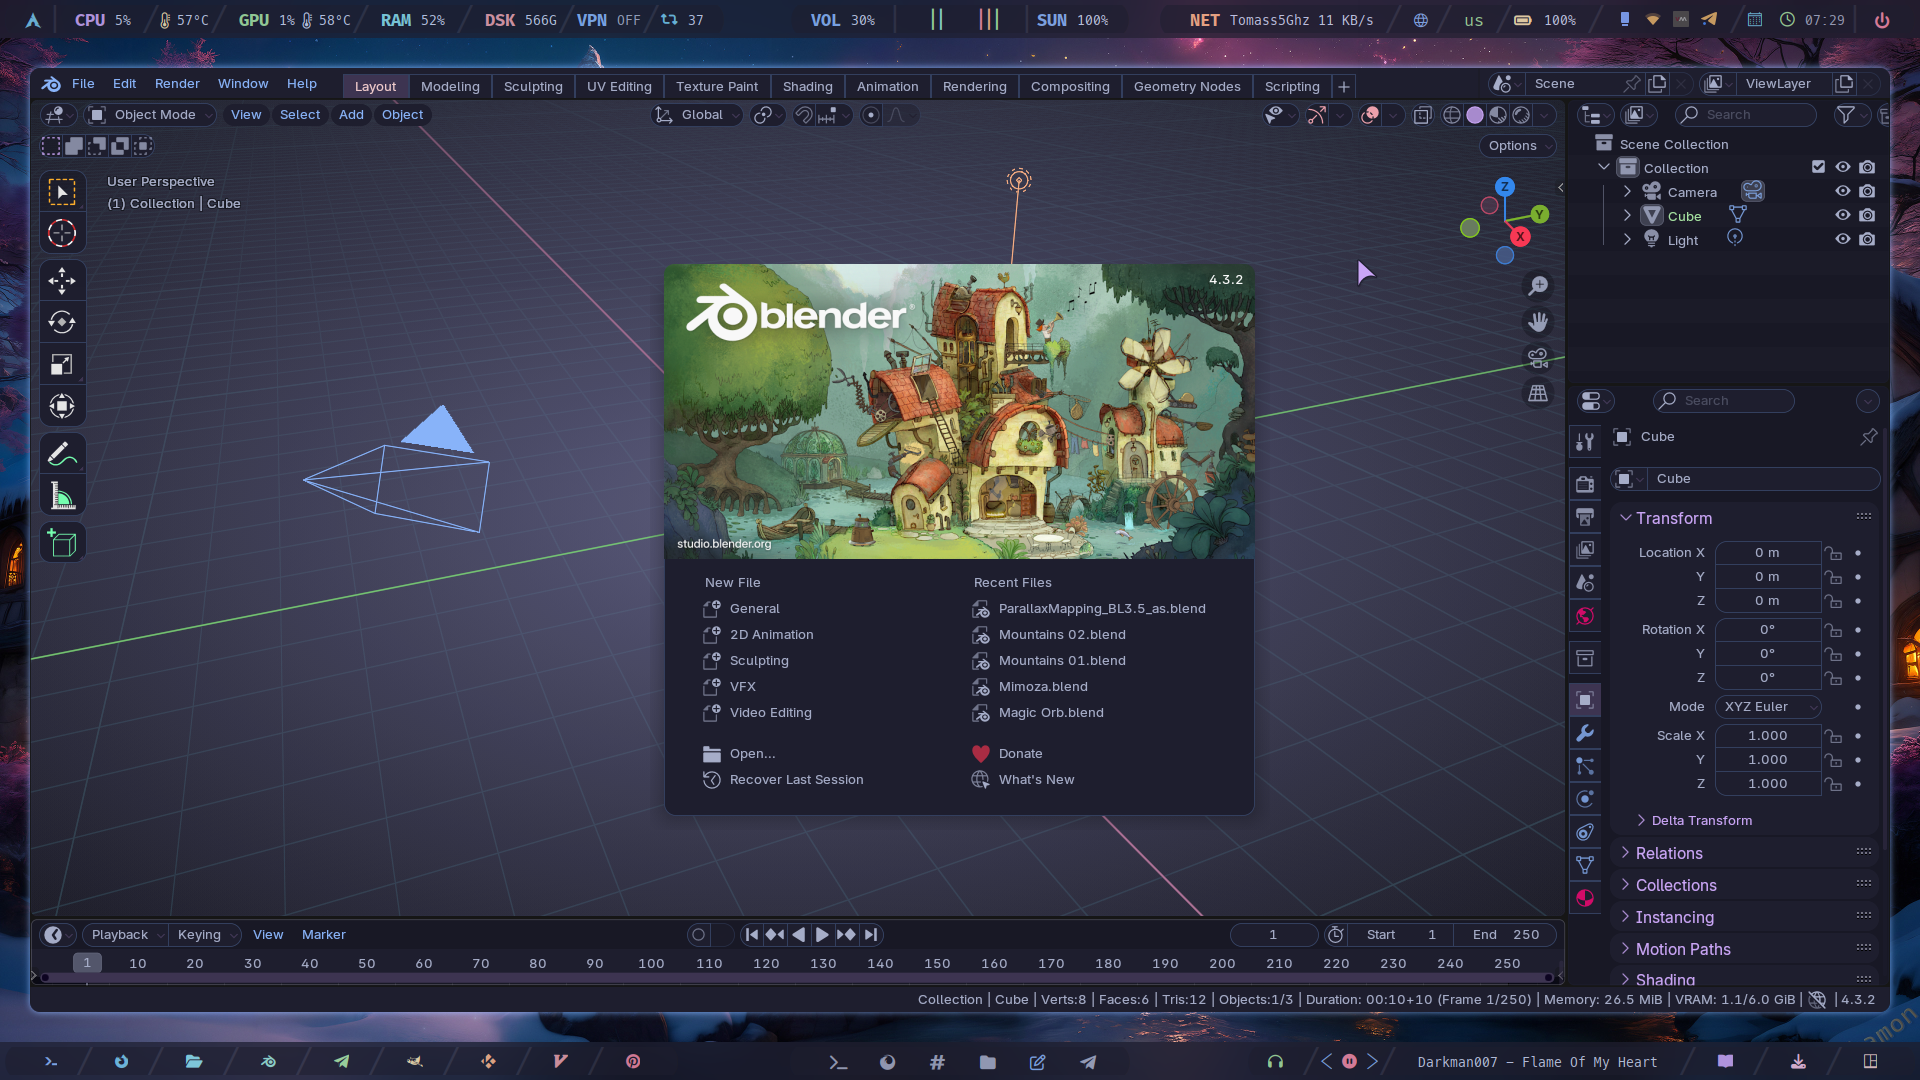 CPU 5% 57°C GPU 1% 58°C RAM 52% DSK 566G VPN OFF 37 VOL 30% SUN 100% NET Tomass5Ghz 11 KB/s us 100% 07:29
File Edit Render Window Help Layout Modeling Sculpting UV Editing Texture Paint Shading Animation Rendering Compositing Geometry Nodes Scripting + Scene ViewLayer
Object Mode View Select Add Object Global Search
Options
User Perspective
(1) Collection | Cube
Z
Y
X
Scene Collection
Collection
Camera
Cube
Light
4.3.2
blender
studio.blender.org
New File
General
2D Animation
Sculpting
VFX
Video Editing
Open...
Recover Last Session
Recent Files
ParallaxMapping_BL3.5_as.blend
Mountains 02.blend
Mountains 01.blend
Mimoza.blend
Magic Orb.blend
Donate
What's New
Search
Cube
Cube
Transform
Location X 0 m
Y 0 m
Z 0 m
Rotation X 0°
Y 0°
Z 0°
Mode XYZ Euler
Scale X 1.000
Y 1.000
Z 1.000
Delta Transform
Relations
Collections
Instancing
Motion Paths
Shading
Playback Keying View Marker 1 Start 1 End 250
1 10 20 30 40 50 60 70 80 90 100 110 120 130 140 150 160 170 180 190 200 210 220 230 240 250
Collection | Cube | Verts:8 | Faces:6 | Tris:12 | Objects:1/3 | Duration: 00:10+10 (Frame 1/250) | Memory: 26.5 MiB | VRAM: 1.1/6.0 GiB | 4.3.2
Darkman007 – Flame Of My Heart